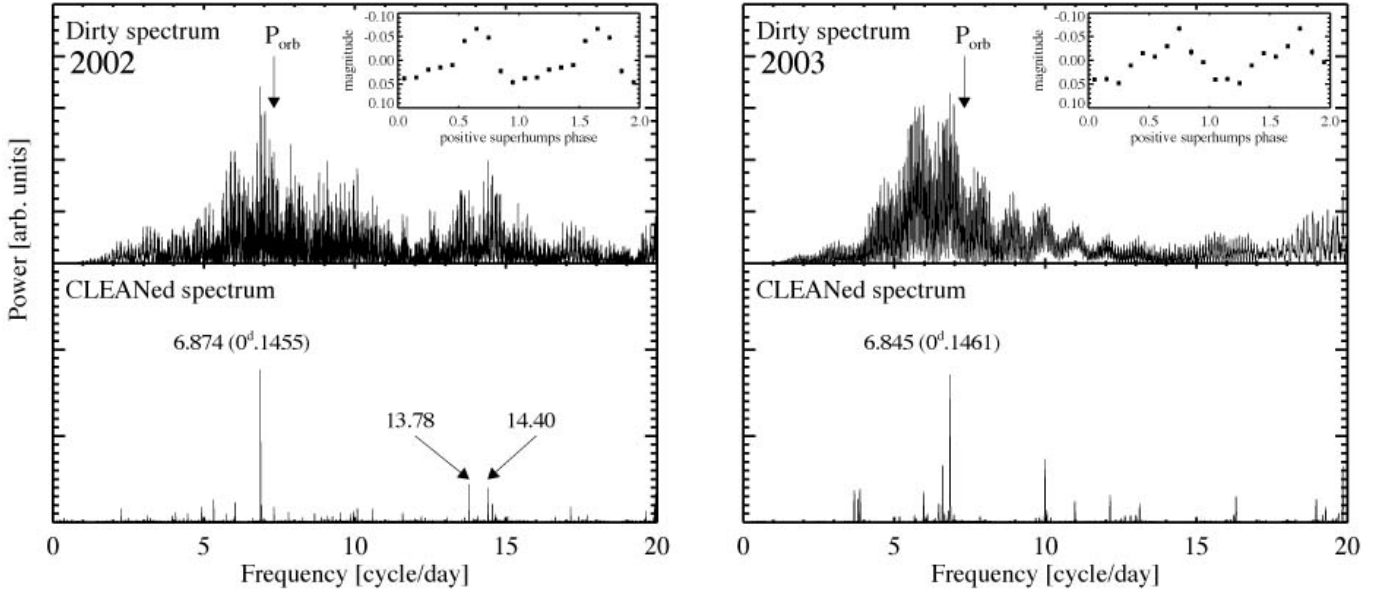 Dirty spectrum
2002
P_orb
-0.10
-0.05
0.00
0.05
0.10
magnitude
0.0 0.5 1.0 1.5 2.0
positive superhumps phase
CLEANed spectrum
6.874 (0^d.1455)
13.78 14.40
0 5 10 15 20
Frequency [cycle/day]
Power [arb. units]
Dirty spectrum
2003
P_orb
-0.10
-0.05
0.00
0.05
0.10
magnitude
0.0 0.5 1.0 1.5 2.0
positive superhumps phase
CLEANed spectrum
6.845 (0^d.1461)
0 5 10 15 20
Frequency [cycle/day]